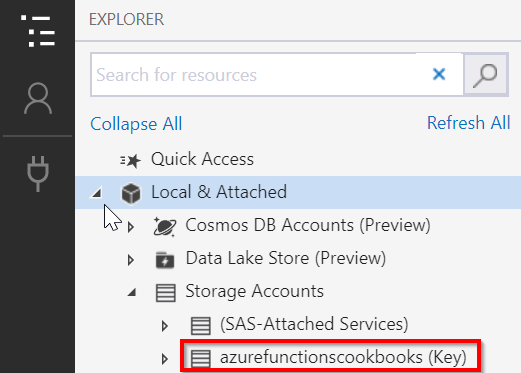 EXPLORER
Search for resources
Collapse All Refresh All
Quick Access
Local & Attached
Cosmos DB Accounts (Preview)
Data Lake Store (Preview)
Storage Accounts
(SAS-Attached Services)
azurefunctionscookbooks (Key)